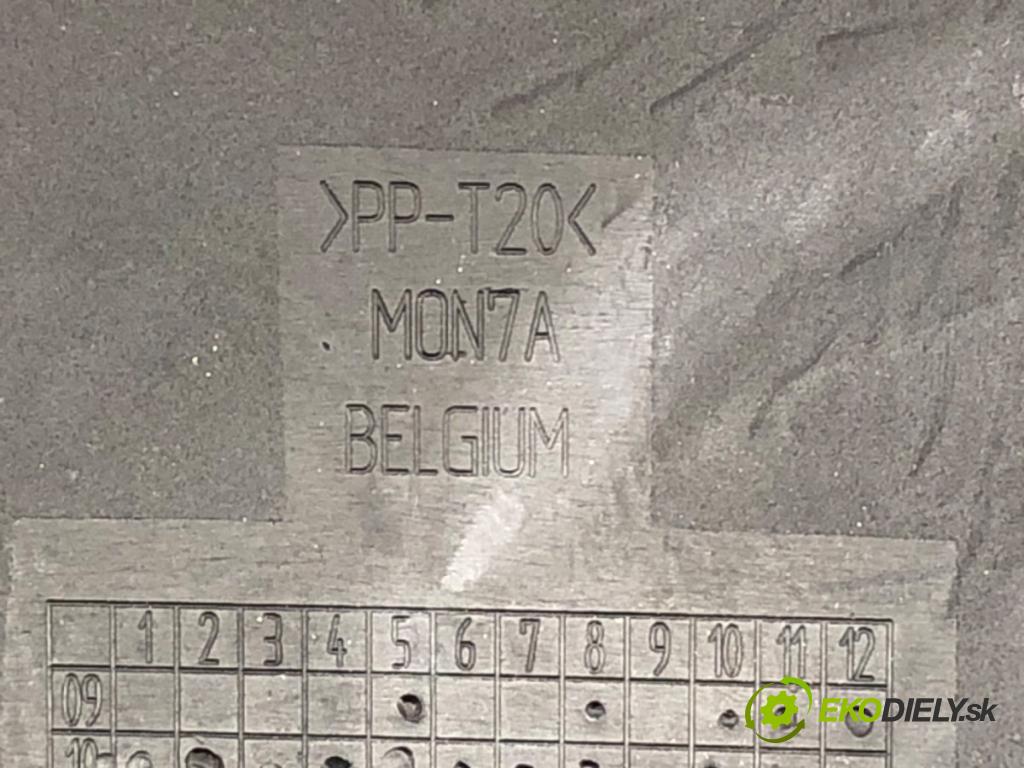 >PP-T20<
MON7A
BELGIUM
1 2 3 4 5 6 7 8 9 10 11 12
09
10
EKODIELY.sk